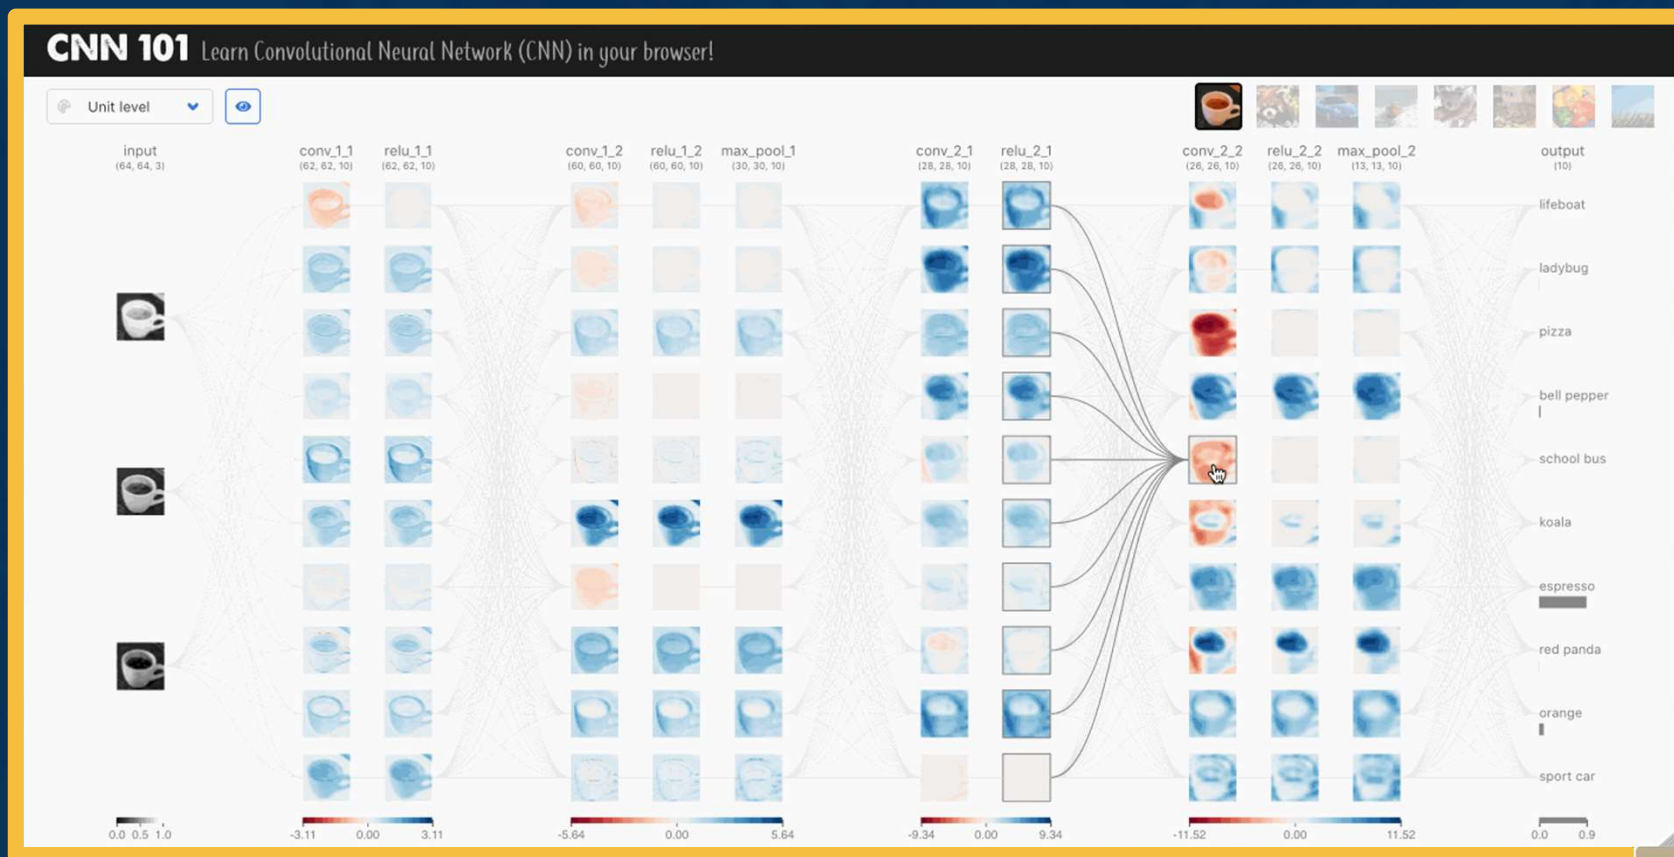 CNN 101 Learn Convolutional Neural Network (CNN) in your browser!
Unit level
input conv_1_1 relu_1_1 conv_1_2 relu_1_2 max_pool_1 conv_2_1 relu_2_1 conv_2_2 relu_2_2 max_pool_2 output
(64, 64, 3) (62, 62, 10) (62, 62, 10) (60, 60, 10) (60, 60, 10) (30, 30, 10) (28, 28, 10) (28, 28, 10) (26, 26, 10) (26, 26, 10) (13, 13, 10) (10)
lifeboat
ladybug
pizza
bell pepper
school bus
koala
espresso
red panda
orange
sport car
0.0 0.5 1.0 -3.11 0.00 3.11 -5.64 0.00 5.64 -9.34 0.00 9.34 -11.52 0.00 11.52 0.0 0.9